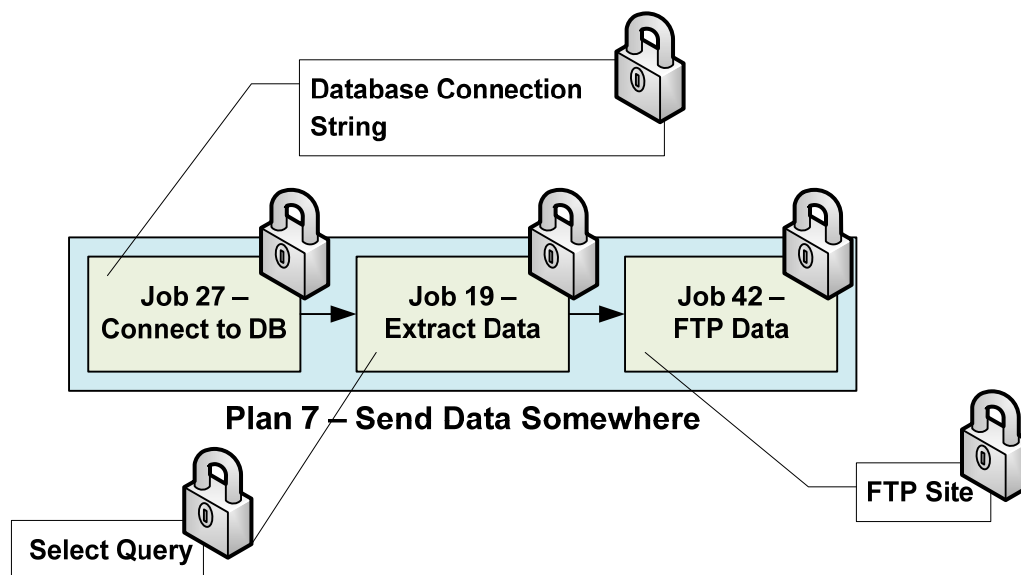 Database Connection
String
Job 27 –
Connect to DB
Job 19 –
Extract Data
Job 42 –
FTP Data
Plan 7 – Send Data Somewhere
FTP Site
Select Query